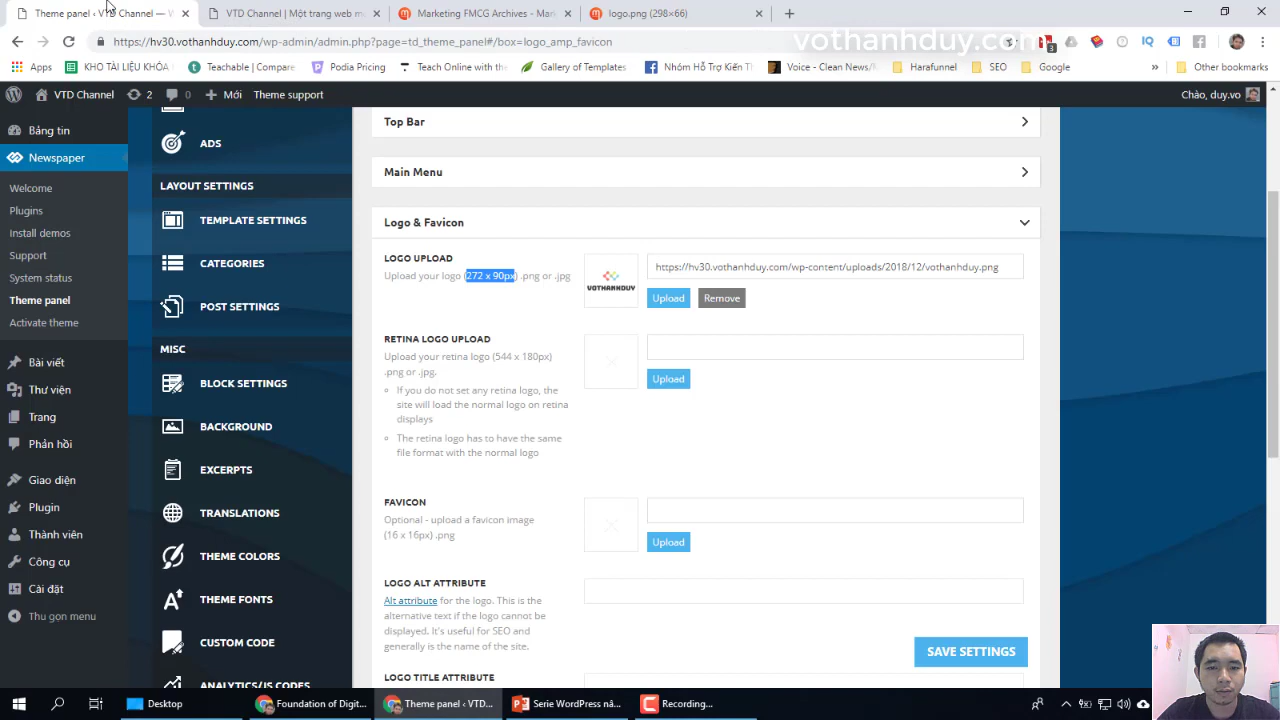 Theme panel ‹ VTD Channel — V
VTD Channel | Một trang web m
Marketing Foundation - VTD Ch
logo.png (298×66)
https://hv30.vothanhduy.com/wp-admin/admin.php?page=td_theme_panel#/box=logo_amp_favicon
vothanhduy.com
3
IQ
Apps
KHO TÀI LIỆU KHÓA
Teachable | Compare
Podia Pricing
Teach Online with the
Gallery of Templates
Nhóm Hỗ Trợ Kiến T
Voice - Clean News/
Harafunnel
SEO
Google
»
Other bookmarks
VTD Channel
2
0
Mới
Theme support
Chào, duy.vo
Bảng tin
Newspaper
Welcome
Plugins
Install demos
Support
System status
Theme panel
Activate theme
Bài viết
Thư viện
Trang
Phản hồi
Giao diện
Plugin
Thành viên
Công cụ
Cài đặt
Thu gọn menu
ADS
LAYOUT SETTINGS
TEMPLATE SETTINGS
CATEGORIES
POST SETTINGS
MISC
BLOCK SETTINGS
BACKGROUND
EXCERPTS
TRANSLATIONS
THEME COLORS
THEME FONTS
CUSTOM CODE
ANALYTICS/JS CODES
Top Bar
Main Menu
Logo & Favicon
LOGO UPLOAD
Upload your logo (272 x 90px) .png or .jpg
VOTHANHDUY
https://hv30.vothanhduy.com/wp-content/uploads/2018/12/vothanhduy.png
Upload
Remove
RETINA LOGO UPLOAD
Upload your retina logo (544 x 180px)
.png or .jpg.
If you do not set any retina logo, the
site will load the normal logo on retina
displays
The retina logo has to have the same
file format with the normal logo
Upload
FAVICON
Optional - upload a favicon image
(16 x 16px) .png
Upload
LOGO ALT ATTRIBUTE
Alt attribute for the logo. This is the
alternative text if the logo cannot be
displayed. It's useful for SEO and
generally is the name of the site.
SAVE SETTINGS
LOGO TITLE ATTRIBUTE
Desktop
Foundation of Digit...
Theme panel ‹ VTD...
Serie WordPress nâ...
Recording...